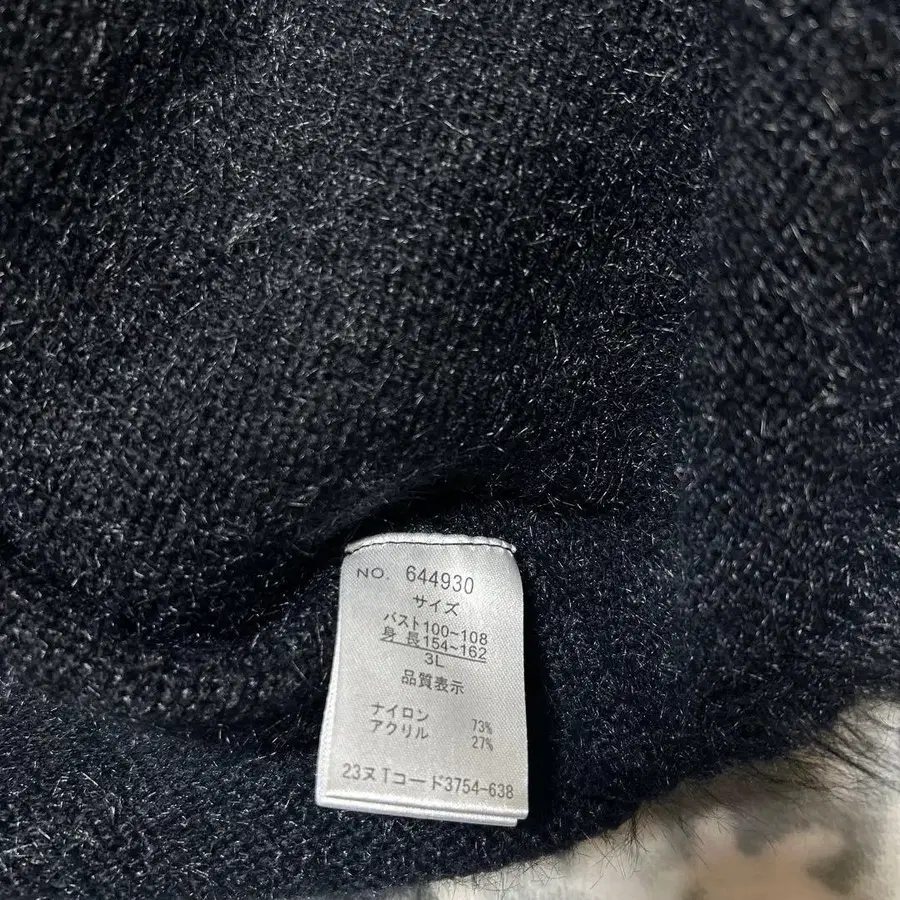 NO. 644930
サイズ
バスト100-108
身 長154~162
3L
品質表示
ナイロン 73%
アクリル 27%
23ヌTコード3754-638